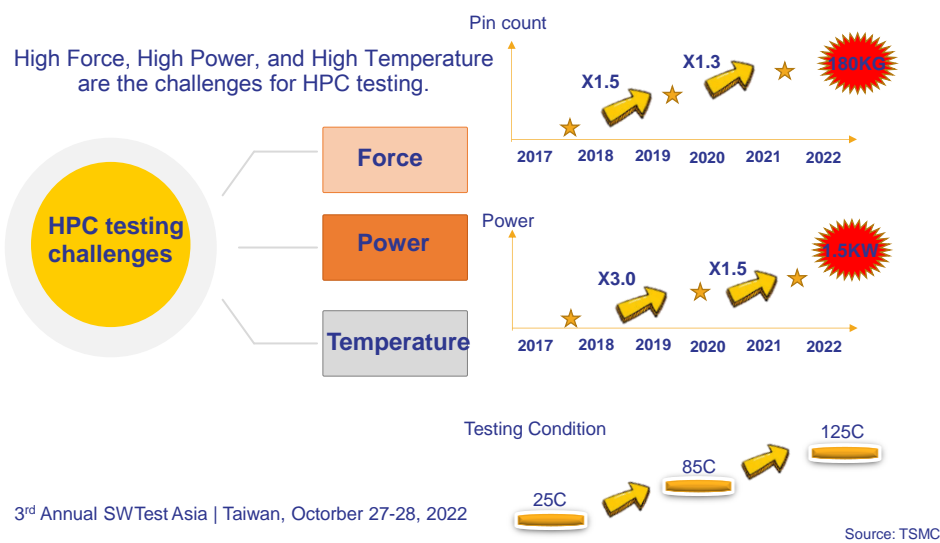 High Force, High Power, and High Temperature
are the challenges for HPC testing.
HPC testing
challenges
Force
Power
Temperature
Pin count
X1.5
X1.3
180KG
2017 2018 2019 2020 2021 2022
Power
X3.0
X1.5
1.5KW
2017 2018 2019 2020 2021 2022
Testing Condition
25C
85C
125C
3rd Annual SWTest Asia | Taiwan, Octorber 27-28, 2022
Source: TSMC